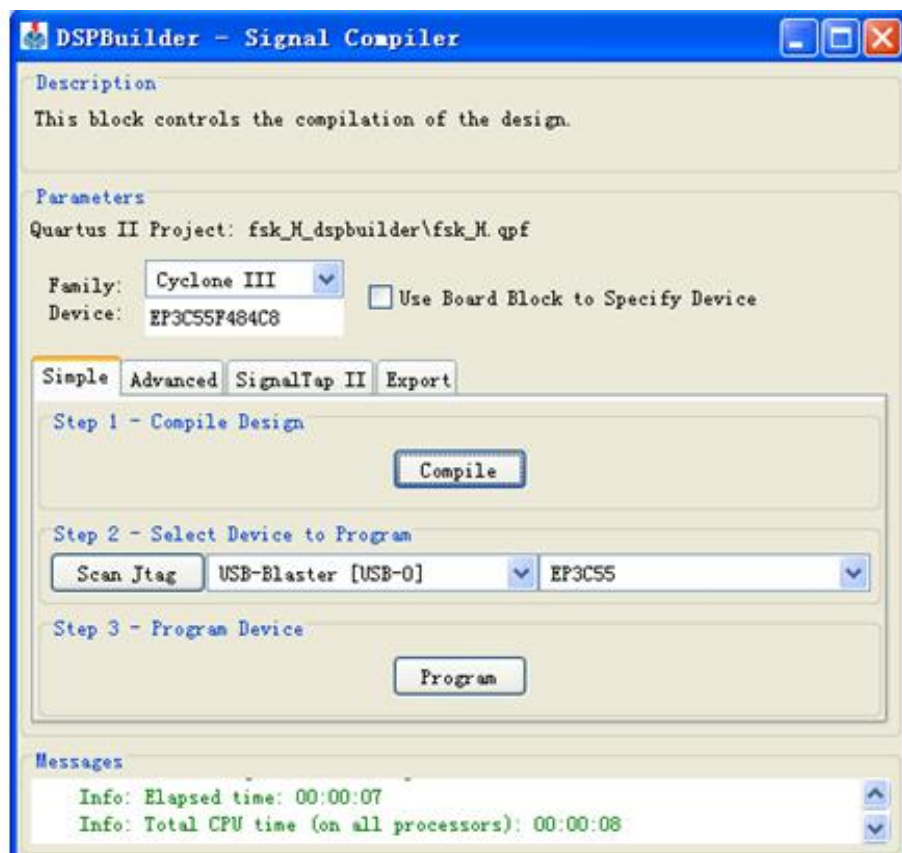 DSPBuilder - Signal Compiler
Description
This block controls the compilation of the design.
Parameters
Quartus II Project: fsk_M_dspbuilder\fsk_M.qpf
Family: Cyclone III
Use Board Block to Specify Device
Device: EP3C55F484C8
Simple Advanced SignalTap II Export
Step 1 - Compile Design
Compile
Step 2 - Select Device to Program
Scan Jtag USB-Blaster [USB-0] EP3C55
Step 3 - Program Device
Program
Messages
Info: Elapsed time: 00:00:07
Info: Total CPU time (on all processors): 00:00:08